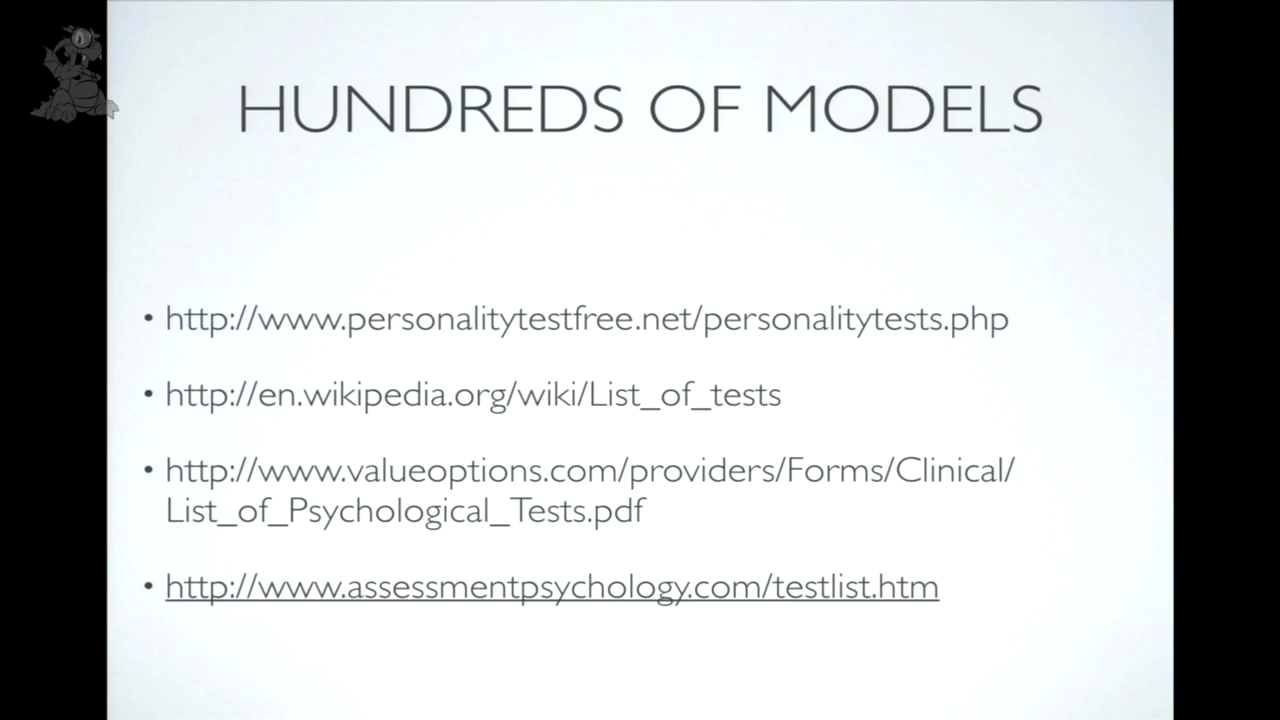 HUNDREDS OF MODELS
• http://www.personalitytestfree.net/personalitytests.php
• http://en.wikipedia.org/wiki/List_of_tests
• http://www.valueoptions.com/providers/Forms/Clinical/
List_of_Psychological_Tests.pdf
• http://www.assessmentpsychology.com/testlist.htm